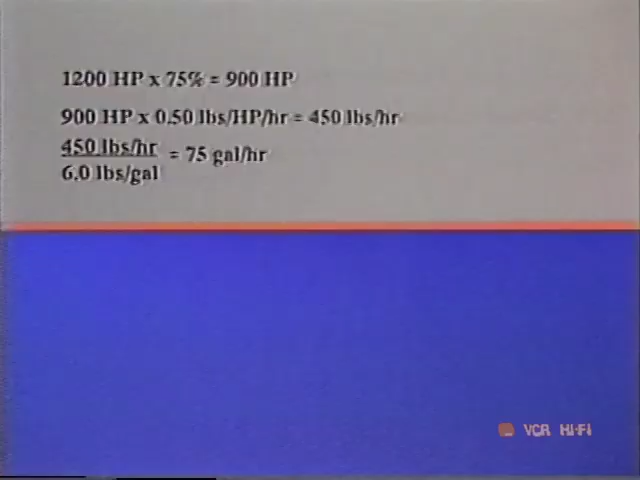 1200 HP x 75% = 900 HP
900 HP x 0.50 lbs/HP/hr = 450 lbs/hr
450 lbs/hr = 75 gal/hr
6.0 lbs/gal
VCR HI-FI